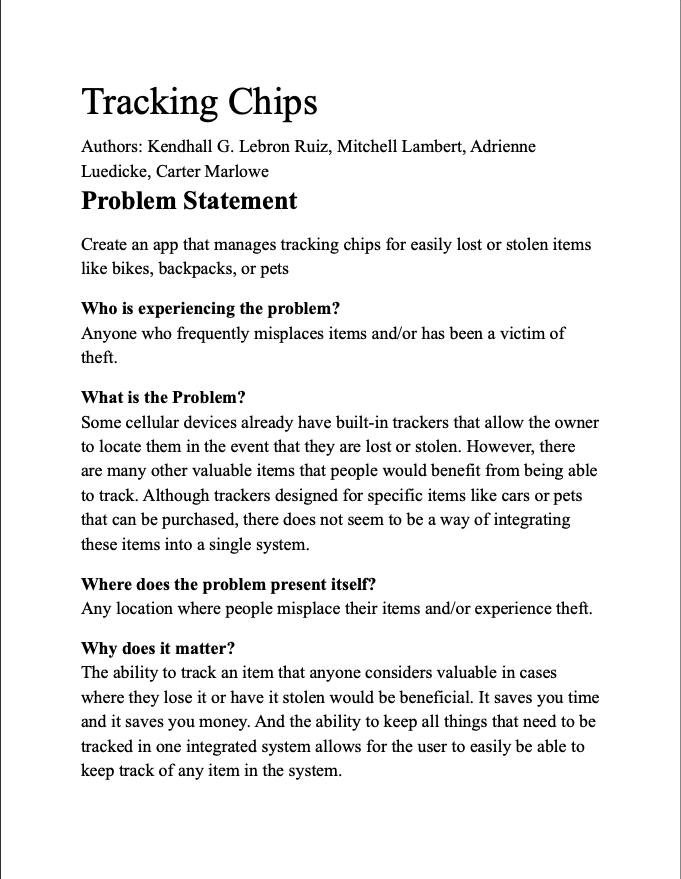 Tracking Chips
Authors: Kendhall G. Lebron Ruiz, Mitchell Lambert, Adrienne
Luedicke, Carter Marlowe
Problem Statement
Create an app that manages tracking chips for easily lost or stolen items
like bikes, backpacks, or pets
Who is experiencing the problem?
Anyone who frequently misplaces items and/or has been a victim of
theft.
What is the Problem?
Some cellular devices already have built-in trackers that allow the owner
to locate them in the event that they are lost or stolen. However, there
are many other valuable items that people would benefit from being able
to track. Although trackers designed for specific items like cars or pets
that can be purchased, there does not seem to be a way of integrating
these items into a single system.
Where does the problem present itself?
Any location where people misplace their items and/or experience theft.
Why does it matter?
The ability to track an item that anyone considers valuable in cases
where they lose it or have it stolen would be beneficial. It saves you time
and it saves you money. And the ability to keep all things that need to be
tracked in one integrated system allows for the user to easily be able to
keep track of any item in the system.